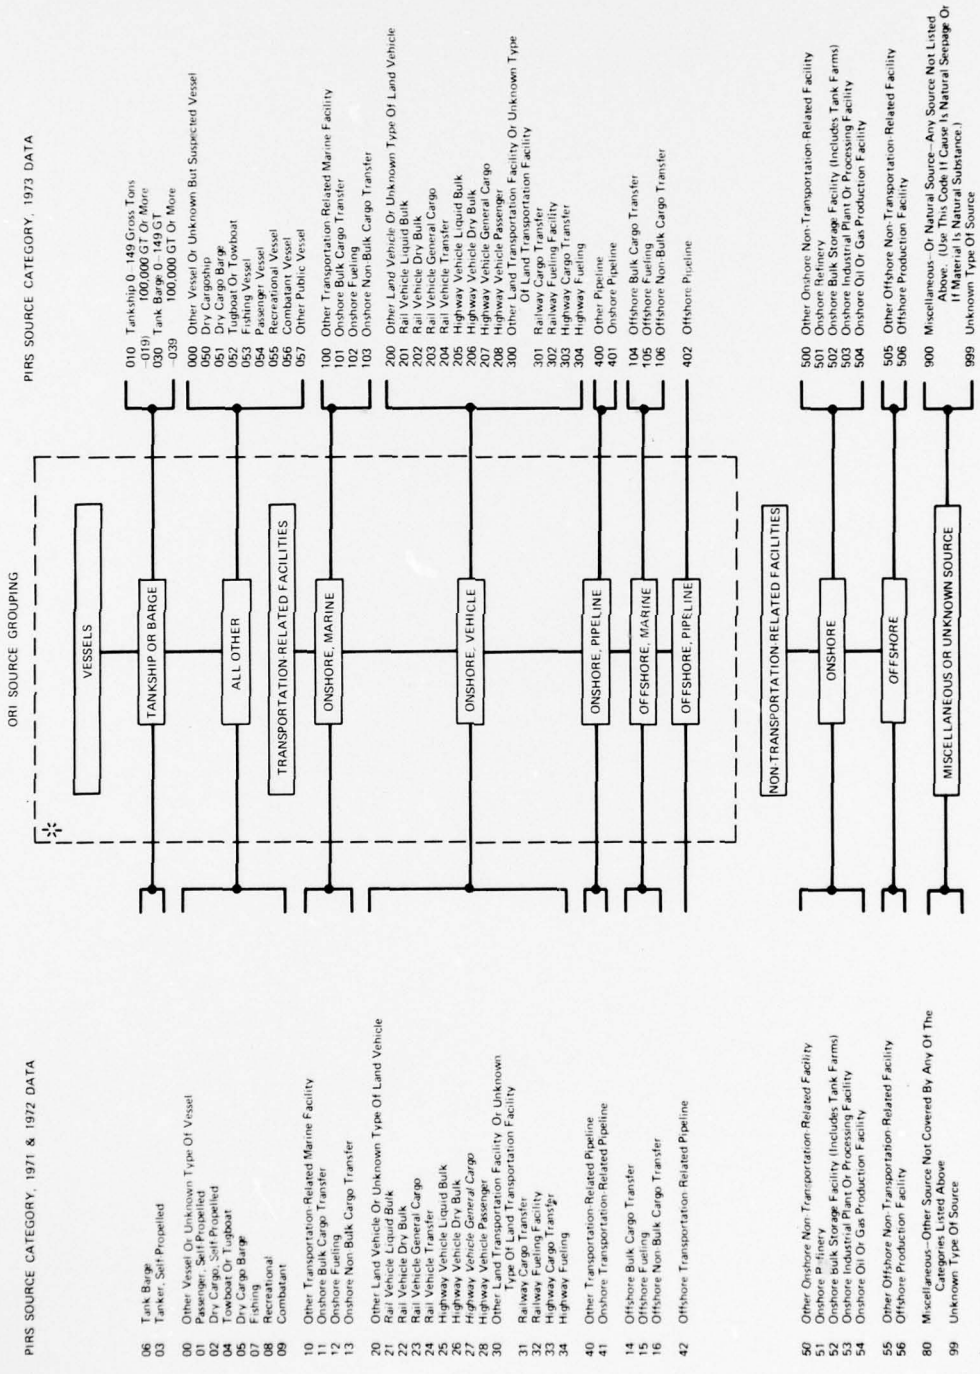 PIRS SOURCE CATEGORY, 1971 & 1972 DATA
06 Tank Barge
03 Tanker, Self-Propelled
00 Other Vessel Or Unknown Type Of Vessel
01 Passenger, Self-Propelled
02 Dry Cargo, Self-Propelled
04 Towboat Or Tugboat
05 Dry Cargo Barge
07 Fishing
08 Recreational
09 Combatant
10 Other Transportation-Related Marine Facility
11 Onshore Bulk Cargo Transfer
12 Onshore Fueling
13 Onshore Non-Bulk Cargo Transfer
20 Other Land Vehicle Or Unknown Type Of Land Vehicle
21 Rail Vehicle Liquid Bulk
22 Rail Vehicle Dry Bulk
23 Rail Vehicle General Cargo
24 Rail Vehicle Transfer
25 Highway Vehicle Liquid Bulk
26 Highway Vehicle Dry Bulk
27 Highway Vehicle General Cargo
28 Highway Vehicle Passenger
30 Other Land Transportation Facility Or Unknown
Type Of Land Transportation Facility
31 Railway Cargo Transfer
32 Railway Fueling Facility
33 Highway Cargo Transfer
34 Highway Fueling
40 Other Transportation-Related Pipeline
41 Onshore Transportation-Related Pipeline
14 Offshore Bulk Cargo Transfer
15 Offshore Fueling
16 Offshore Non-Bulk Cargo Transfer
42 Offshore Transportation-Related Pipeline
50 Other Onshore Non-Transportation-Related Facility
51 Onshore Refinery
52 Onshore Bulk Storage Facility (Includes Tank Farms)
53 Onshore Industrial Plant Or Processing Facility
54 Onshore Oil Or Gas Production Facility
55 Other Offshore Non-Transportation-Related Facility
56 Offshore Production Facility
80 Miscellaneous-Other Source Not Covered By Any Of The
Categories Listed Above
99 Unknown Type Of Source
ORI SOURCE GROUPING
VESSELS
TANKSHIP OR BARGE
ALL OTHER
TRANSPORTATION-RELATED FACILITIES
ONSHORE, MARINE
ONSHORE, VEHICLE
ONSHORE, PIPELINE
OFFSHORE, MARINE
OFFSHORE, PIPELINE
NON-TRANSPORTATION-RELATED FACILITIES
ONSHORE
OFFSHORE
MISCELLANEOUS OR UNKNOWN SOURCE
PIRS SOURCE CATEGORY, 1973 DATA
010 Tankship 0-149 Gross Tons
-019) 100,000 GT Or More
030 Tank Barge 0-149 GT
-039 100,000 GT Or More
000 Other Vessel Or Unknown But Suspected Vessel
050 Dry Cargoship
051 Dry Cargo Barge
052 Tugboat Or Towboat
053 Fishing Vessel
054 Passenger Vessel
055 Recreational Vessel
056 Combatant Vessel
057 Other Public Vessel
100 Other Transportation-Related Marine Facility
101 Onshore Bulk Cargo Transfer
102 Onshore Fueling
103 Onshore Non-Bulk Cargo Transfer
200 Other Land Vehicle Or Unknown Type Of Land Vehicle
201 Rail Vehicle Liquid Bulk
202 Rail Vehicle Dry Bulk
203 Rail Vehicle General Cargo
204 Rail Vehicle Transfer
205 Highway Vehicle Liquid Bulk
206 Highway Vehicle Dry Bulk
207 Highway Vehicle General Cargo
208 Highway Vehicle Passenger
300 Other Land Transportation Facility Or Unknown Type
Of Land Transportation Facility
301 Railway Cargo Transfer
302 Railway Fueling Facility
303 Highway Cargo Transfer
304 Highway Fueling
400 Other Pipeline
401 Onshore Pipeline
104 Offshore Bulk Cargo Transfer
105 Offshore Fueling
106 Offshore Non-Bulk Cargo Transfer
402 Offshore Pipeline
500 Other Onshore Non-Transportation-Related Facility
501 Onshore Refinery
502 Onshore Bulk Storage Facility (Includes Tank Farms)
503 Onshore Industrial Plant Or Processing Facility
504 Onshore Oil Or Gas Production Facility
505 Other Offshore Non-Transportation-Related Facility
506 Offshore Production Facility
900 Miscellaneous-Or Natural Source-Any Source Not Listed
Above. (Use This Code If Cause Is Natural Seepage Or
If Material Is Natural Substance.)
999 Unknown Type Of Source